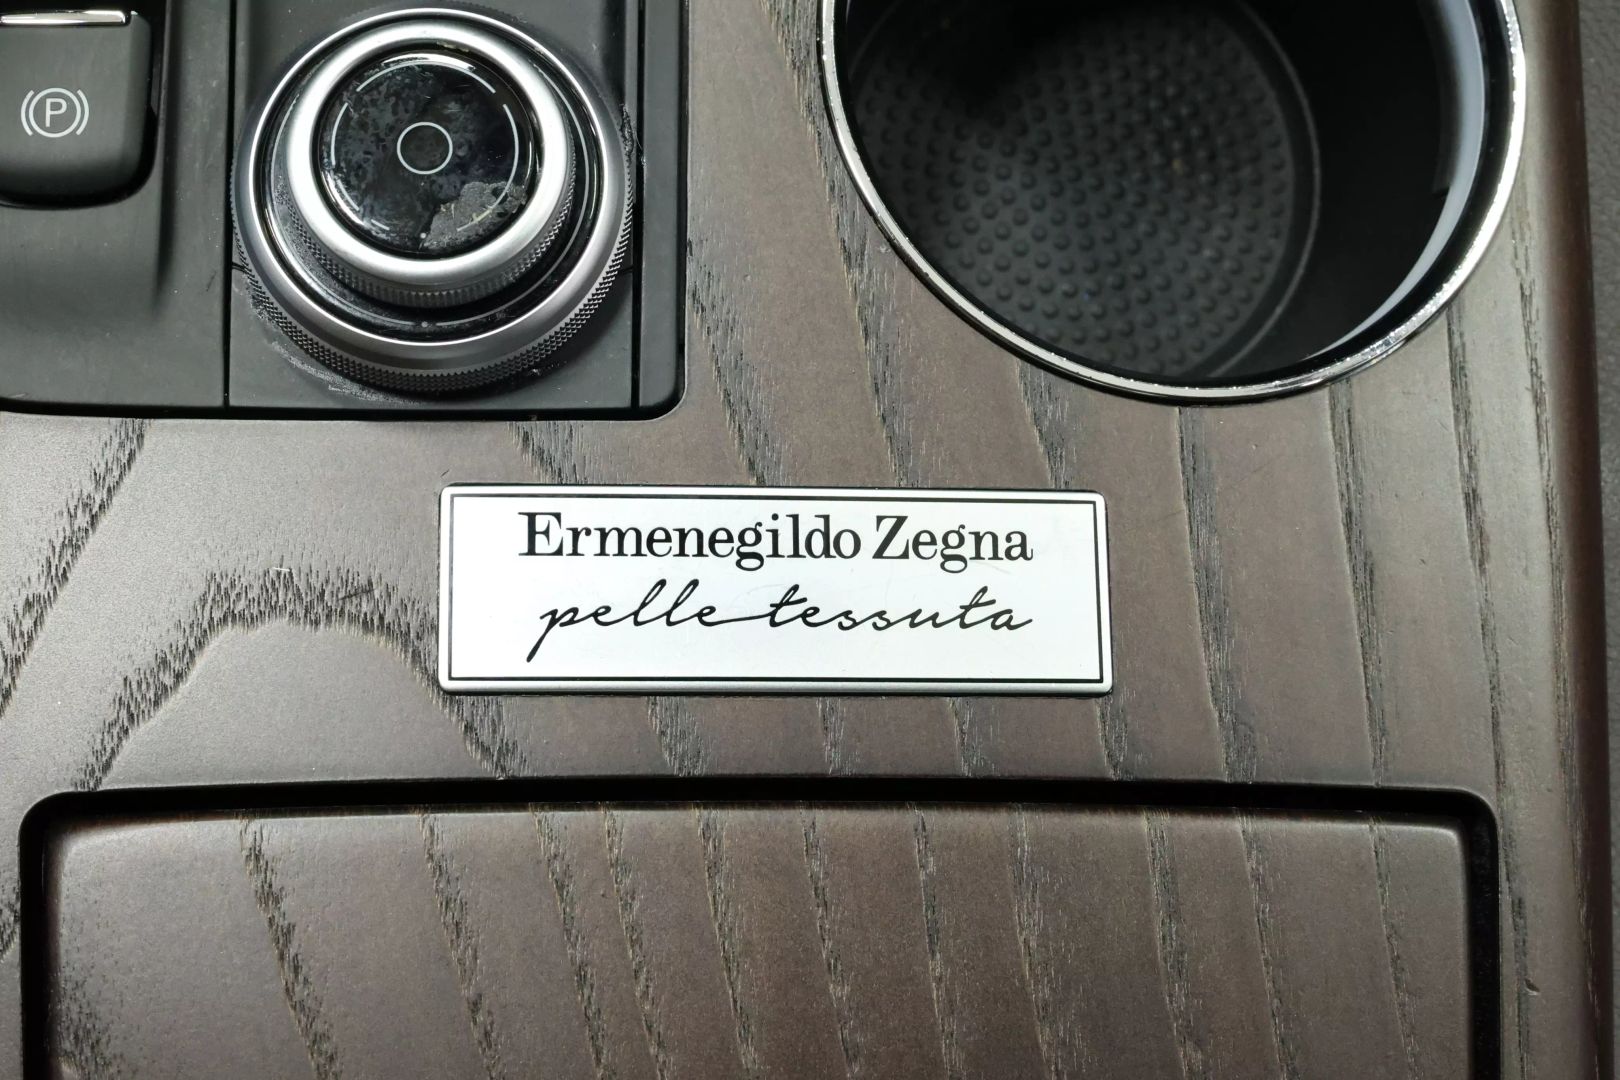 P
Ermenegildo Zegna
pelle tessuta